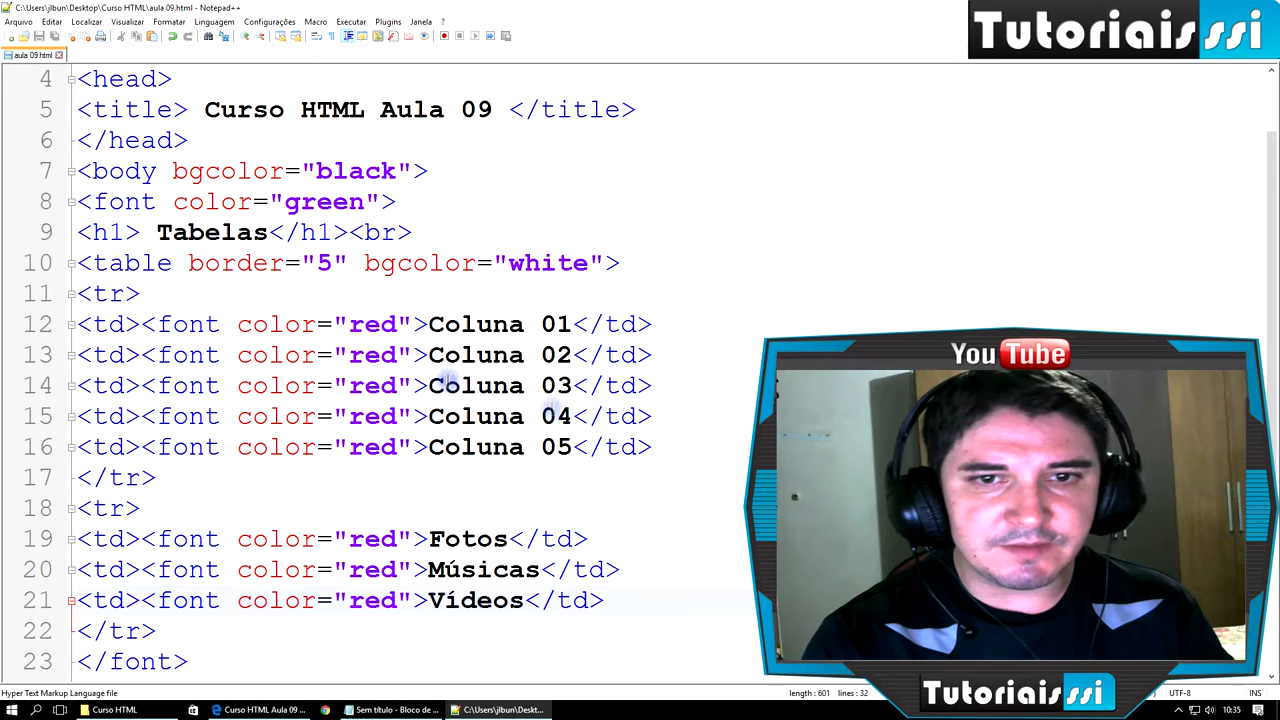 C:\Users\jlbun\Desktop\Curso HTML\aula 09.html - Notepad++
Arquivo Editar Localizar Visualizar Formatar Linguagem Configurações Macro Executar Plugins Janela ?
aula 09.html
Tutoriaisssi
4 <head>
5 <title> Curso HTML Aula 09 </title>
6 </head>
7 <body bgcolor="black">
8 <font color="green">
9 <h1> Tabelas</h1><br>
10 <table border="5" bgcolor="white">
11 <tr>
12 <td><font color="red">Coluna 01</td>
13 <td><font color="red">Coluna 02</td>
14 <td><font color="red">Coluna 03</td>
15 <td><font color="red">Coluna 04</td>
16 <td><font color="red">Coluna 05</td>
17 </tr>
18 <tr>
19 <td><font color="red">Fotos</td>
20 <td><font color="red">Músicas</td>
21 <td><font color="red">Vídeos</td>
22 </tr>
23 </font>
YouTube
Tutoriaisssi
Hyper Text Markup Language file
length : 601 lines : 32
UTF-8
INS
Curso HTML
Curso HTML Aula 09 ...
Sem título - Bloco de ...
C:\Users\jlbun\Deskt...
10:35